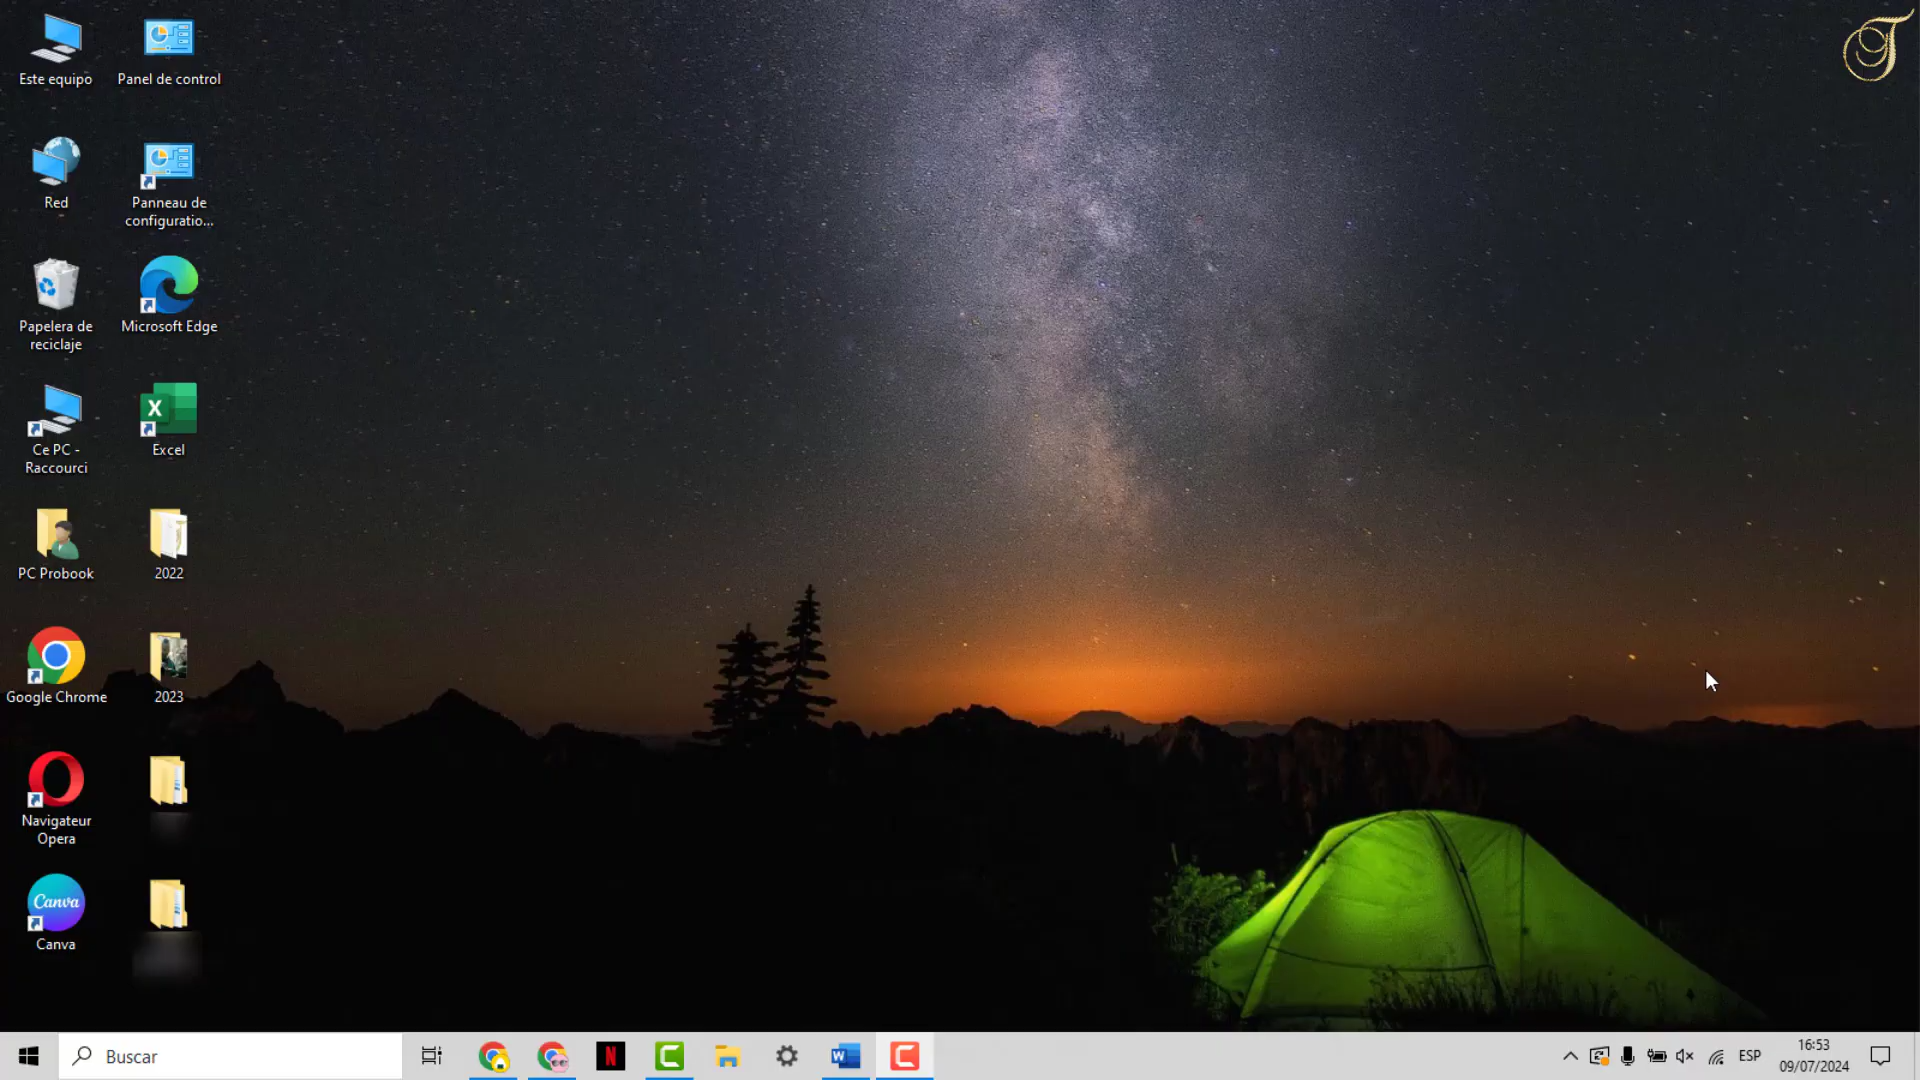 Este equipo
Panel de control
Red
Panneau de
configuratio...
Papelera de
reciclaje
Microsoft Edge
Ce PC -
Raccourci
Excel
PC Probook
2022
Google Chrome
2023
Navigateur
Opera
Canva
Canva
Buscar
ESP
16:53
09/07/2024